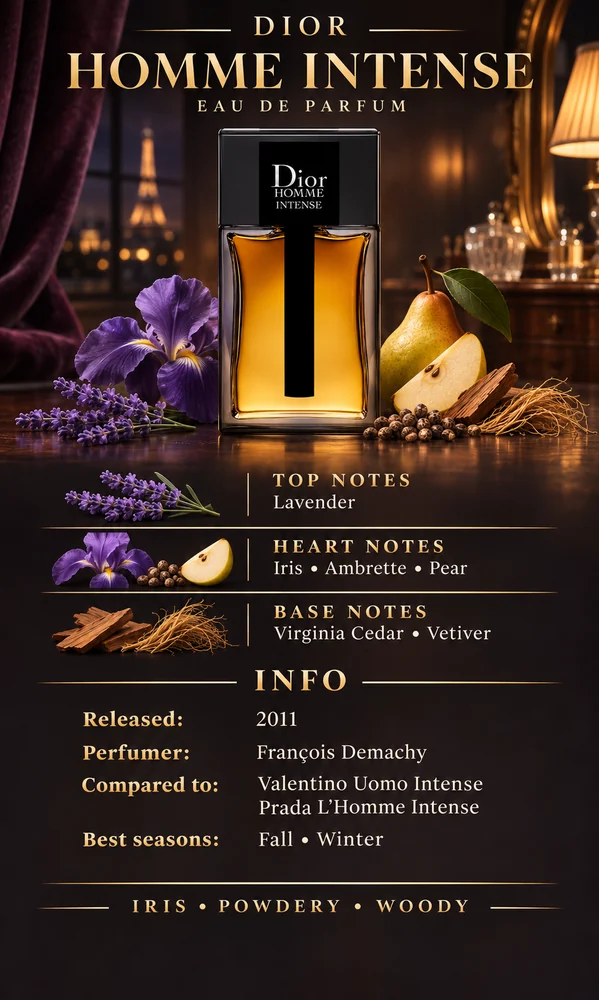 DIOR
HOMME INTENSE
EAU DE PARFUM
Dior
HOMME
INTENSE
TOP NOTES
Lavender
HEART NOTES
Iris • Ambrette • Pear
BASE NOTES
Virginia Cedar • Vetiver
INFO
Released: 2011
Perfumer: François Demachy
Compared to: Valentino Uomo Intense
Prada L’Homme Intense
Best seasons: Fall • Winter
IRIS • POWDERY • WOODY